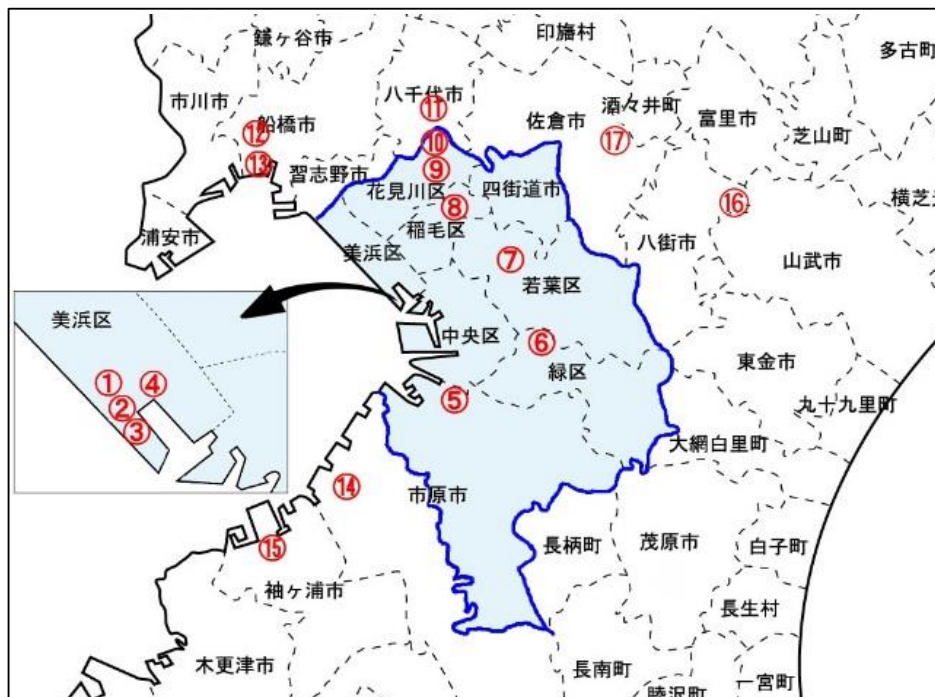 鎌ヶ谷市
印旛村
多古町
市川市
八千代市
⑪
酒々井町
富里市
船橋市
⑫
佐倉市
⑰
芝山町
⑩
⑬
習志野市
⑨
花見川区
四街道市
⑯
横芝光
⑧
稲毛区
浦安市
美浜区
八街市
⑦
若葉区
山武市
美浜区
中央区
⑥
緑区
東金市
①
④
②
③
⑤
九十九里町
大網白里町
⑭
市原市
⑮
長柄町
茂原市
白子町
袖ヶ浦市
長生村
木更津市
長南町
睦沢町
一宮町